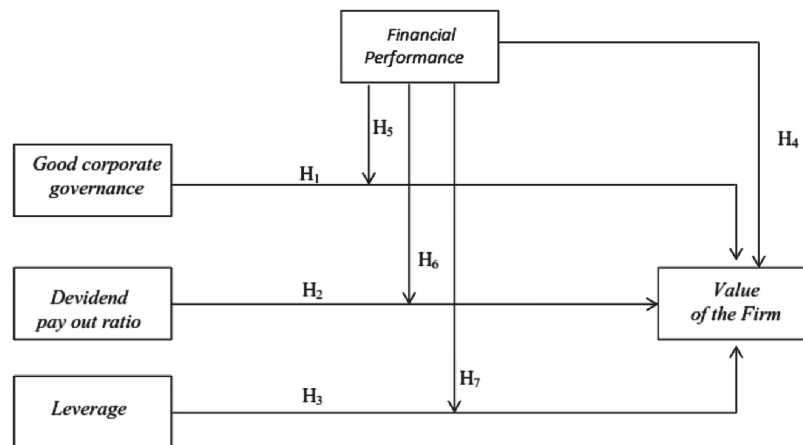 Financial
Performance
H₅
H₄
Good corporate
governance
H₁
H₆
Devidend
pay out ratio
H₂
Value
of the Firm
H₇
Leverage
H₃